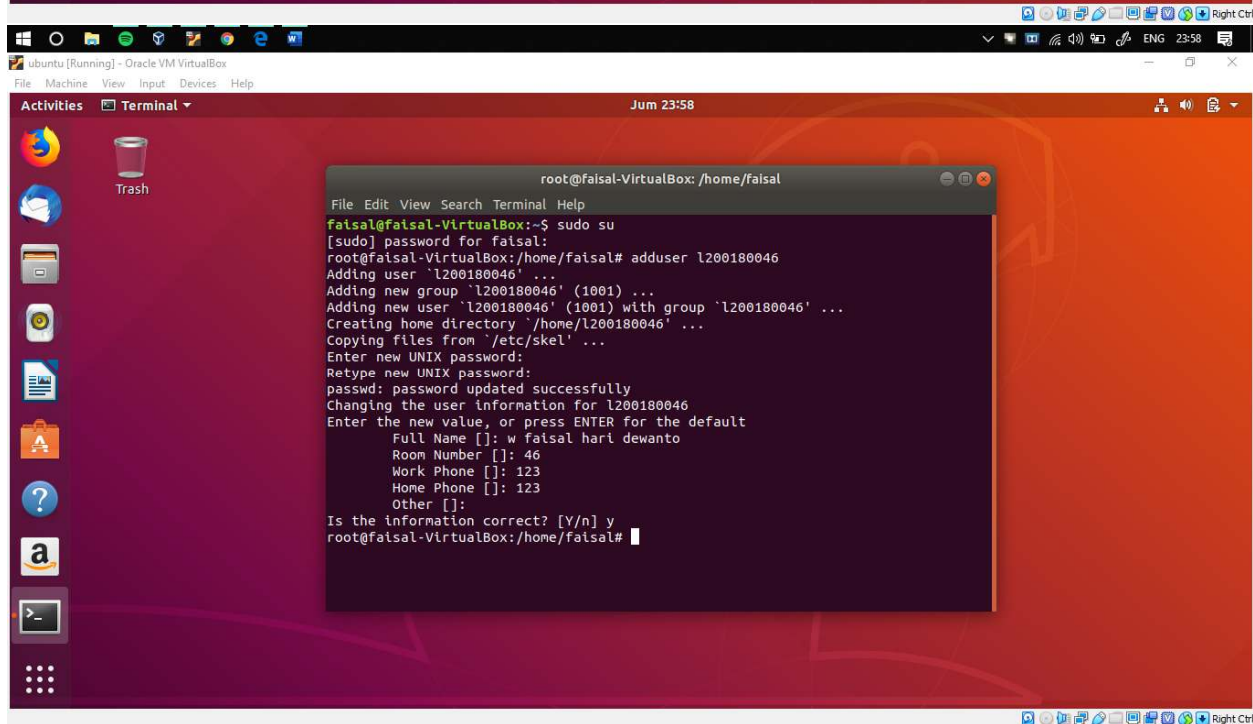 Right Ctrl
ENG 23:58
ubuntu [Running] - Oracle VM VirtualBox
File Machine View Input Devices Help
Activities Terminal Jum 23:58
Trash
root@faisal-VirtualBox: /home/faisal
File Edit View Search Terminal Help
faisal@faisal-VirtualBox:~$ sudo su
[sudo] password for faisal:
root@faisal-VirtualBox:/home/faisal# adduser l200180046
Adding user `l200180046' ...
Adding new group `l200180046' (1001) ...
Adding new user `l200180046' (1001) with group `l200180046' ...
Creating home directory `/home/l200180046' ...
Copying files from `/etc/skel' ...
Enter new UNIX password:
Retype new UNIX password:
passwd: password updated successfully
Changing the user information for l200180046
Enter the new value, or press ENTER for the default
Full Name []: w faisal hari dewanto
Room Number []: 46
Work Phone []: 123
Home Phone []: 123
Other []:
Is the information correct? [Y/n] y
root@faisal-VirtualBox:/home/faisal#
Right Ctrl